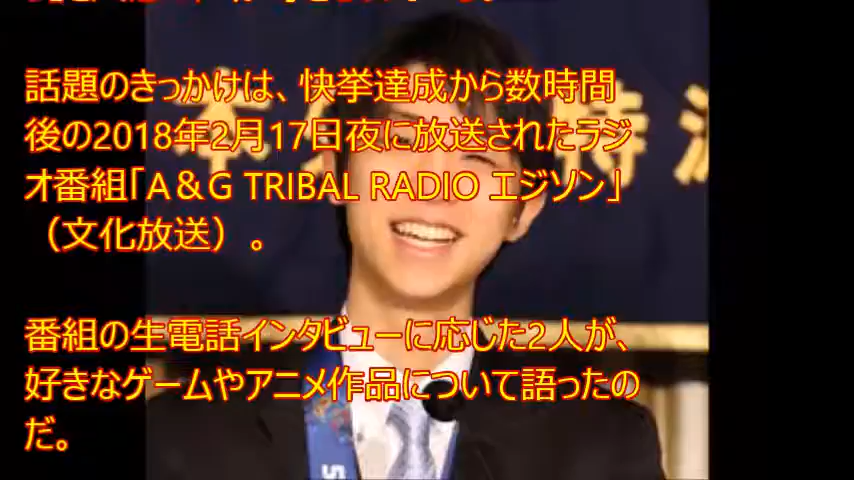 話題のきっかけは、快挙達成から数時間
後の2018年2月17日夜に放送されたラジ
オ番組「A＆G TRIBAL RADIO エジソン」
（文化放送）。
番組の生電話インタビューに応じた2人が、
好きなゲームやアニメ作品について語ったの
だ。